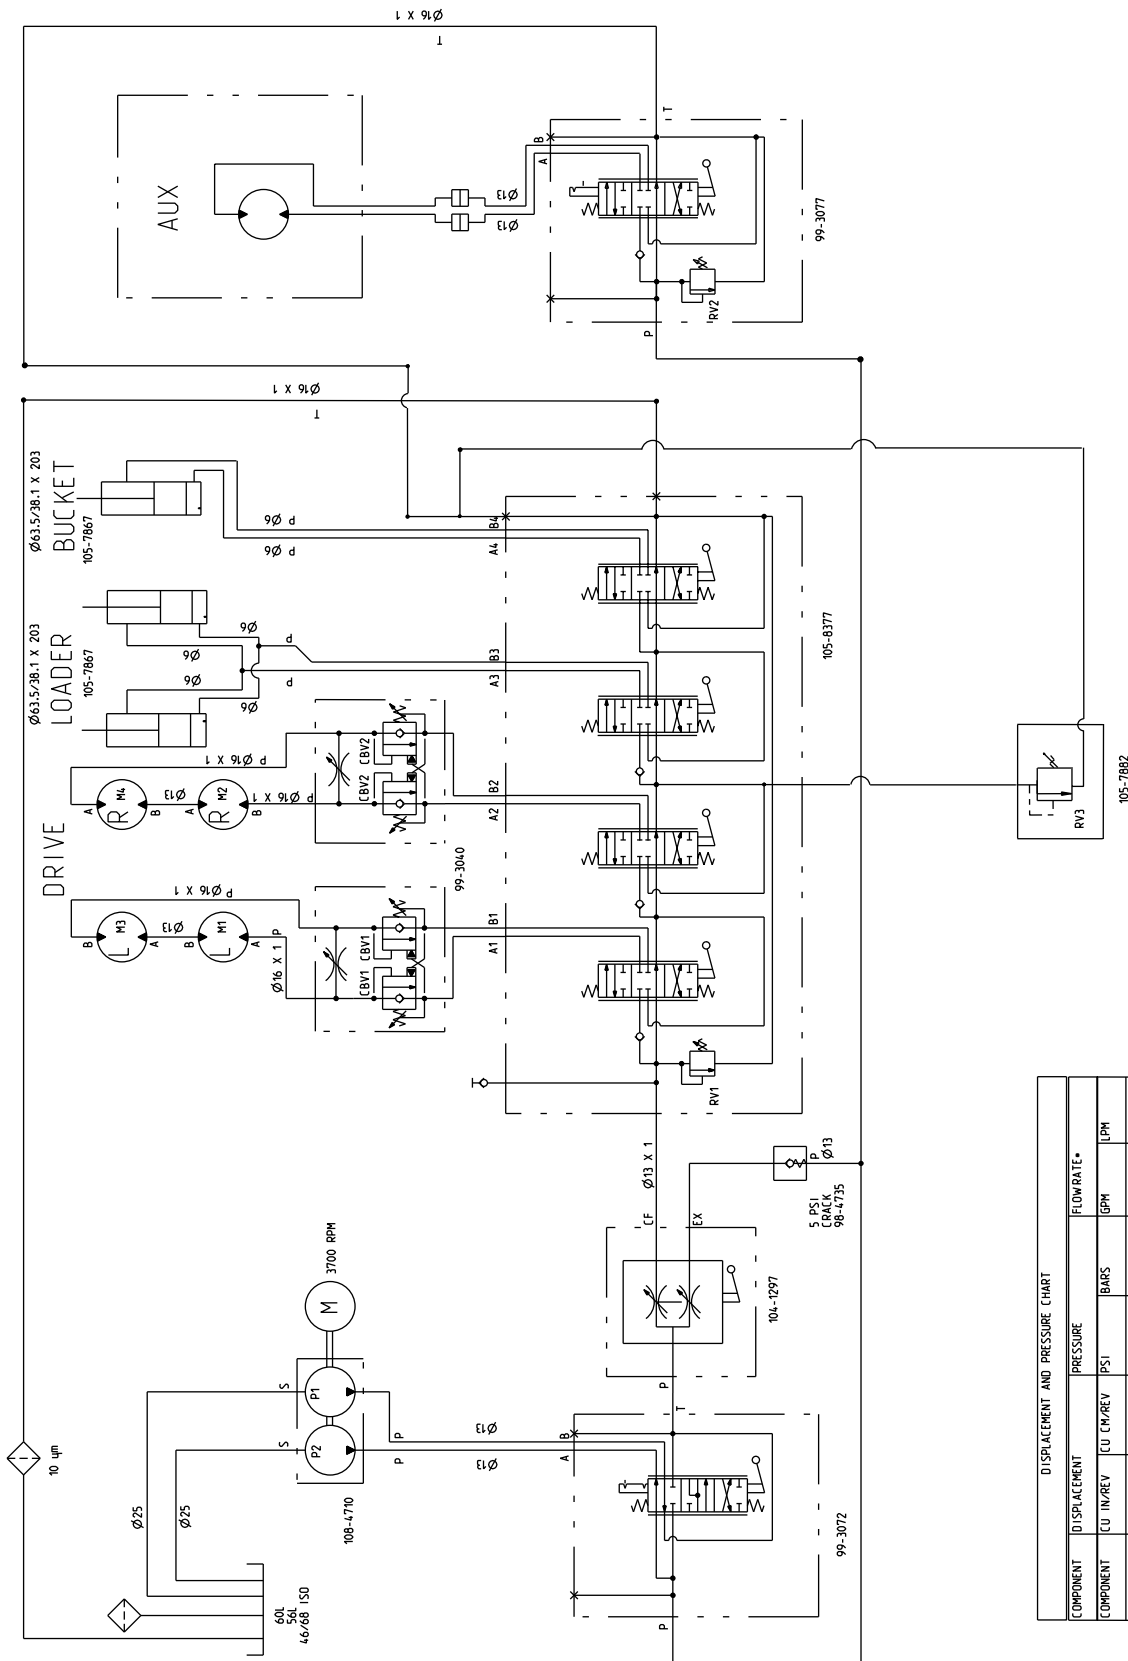 1 X Ø16
T
AUX
Ø13
Ø13
B
A
T
99-3077
RV2
P
Ø16 X 1
T
Ø63.5/38.1 X 203
BUCKET
105-7867
P Ø6
P Ø6
B4
A4
Ø63.5/38.1 X 203
LOADER
105-7867
Ø6
Ø6
Ø6
Ø6
P
P
B3
A3
105-8377
DRIVE
P Ø16 X 1
A
R
M4
B
Ø13
A
R
M2
B
P Ø16 X 1
CBV2
CBV2
B2
A2
99-3040
P Ø16 X 1
B
L
M3
A
Ø13
B
L
M1
A
Ø16 X 1 P
CBV1
CBV1
B1
A1
RV3
105-7882
RV1
Ø13 X 1
P
Ø13
5 PSI
CRACK
98-4735
CF
EX
104-1297
P
3700 RPM
M
S
P1
S
P2
108-4710
P
P
Ø13
Ø13
T
B
A
99-3072
P
10 µm
Ø25
Ø25
60L
56L
46/68 ISO
DISPLACEMENT AND PRESSURE CHART
COMPONENT DISPLACEMENT PRESSURE FLOWRATE*
COMPONENT CU IN/REV CU CM/REV PSI BARS GPM LPM